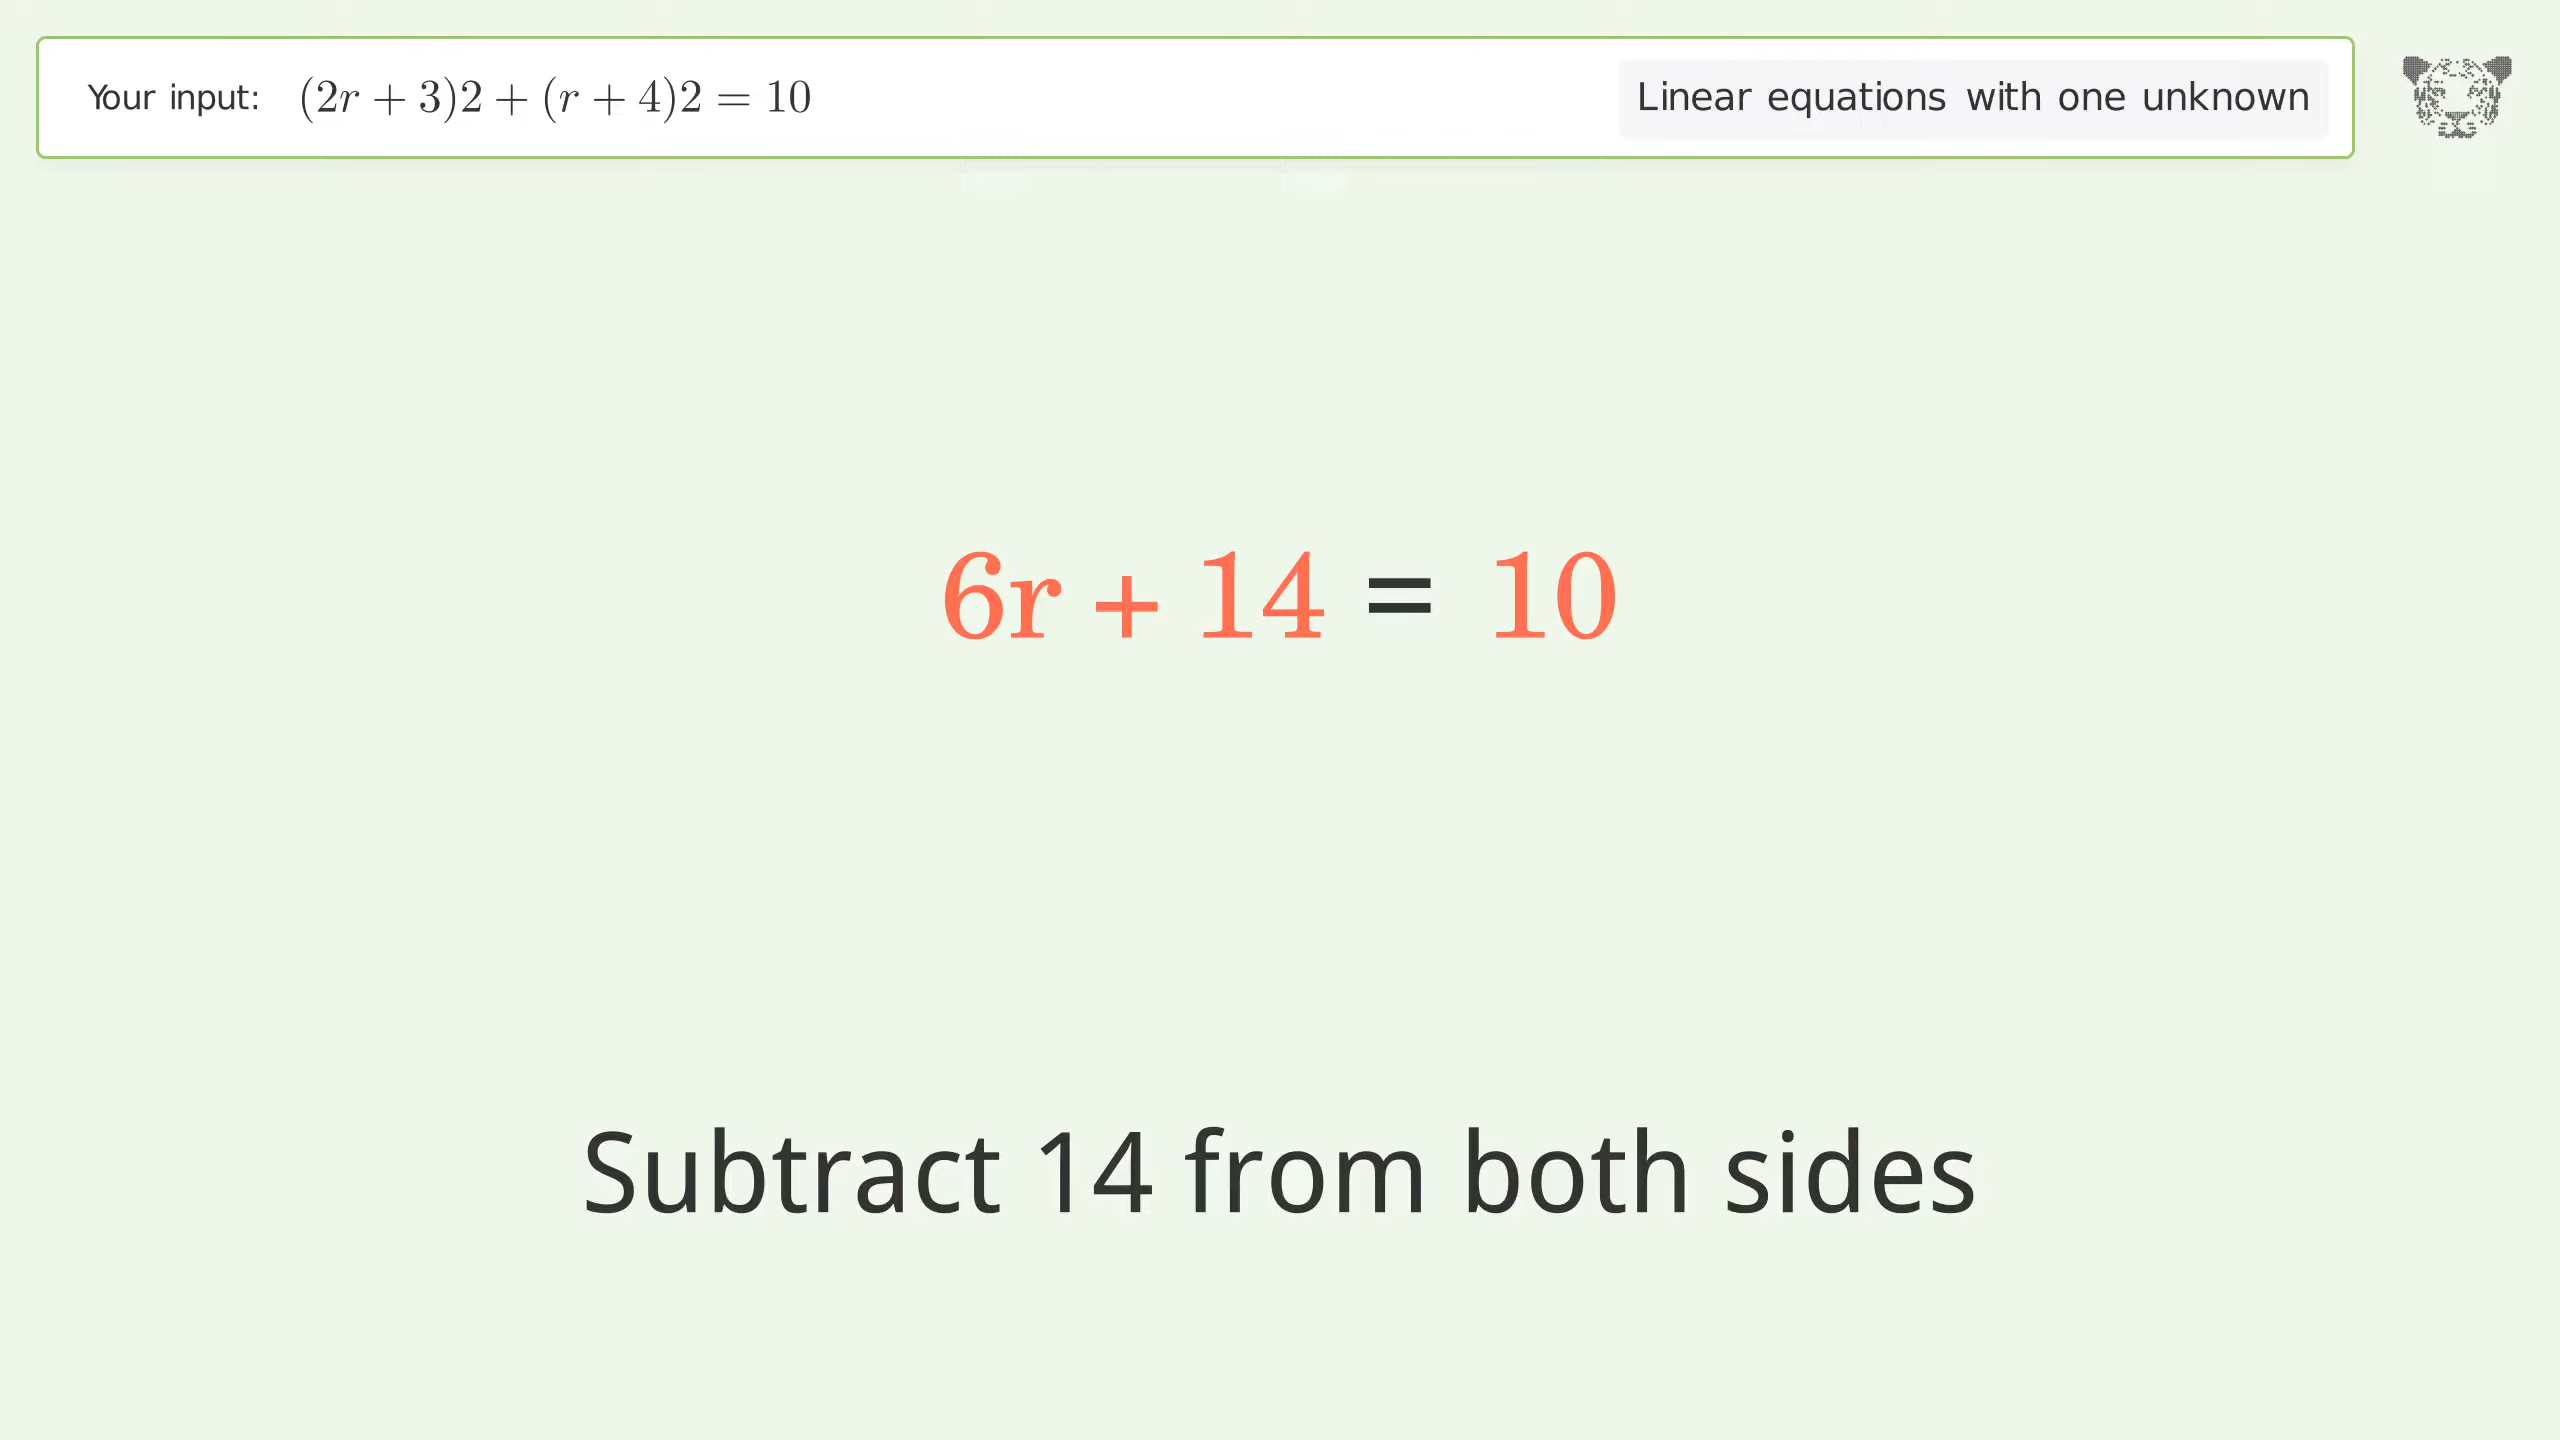 Your input: (2r + 3)2 + (r + 4)2 = 10
Linear equations with one unknown
6r + 14 = 10
Subtract 14 from both sides